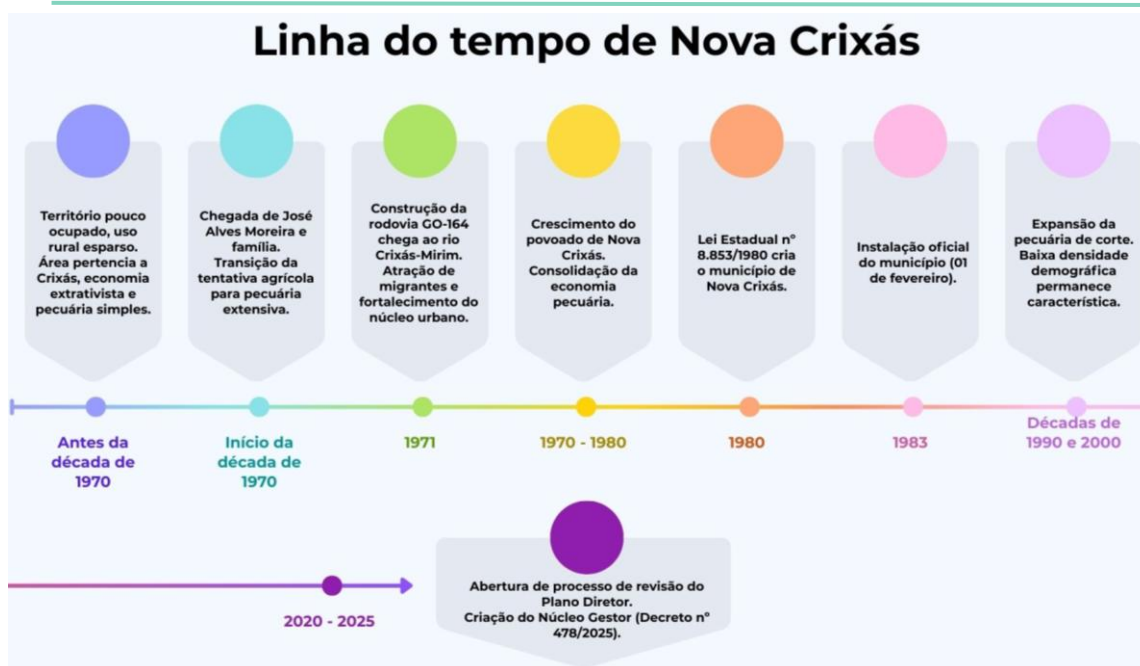 Linha do tempo de Nova Crixás
Território pouco
ocupado, uso
rural esparso.
Área pertencia a
Crixás, economia
extrativista e
pecuária simples.
Antes da
década de
1970
Chegada de José
Alves Moreira e
família.
Transição da
tentativa agrícola
para pecuária
extensiva.
Início da
década de
1970
Construção da
rodovia GO-164
chega ao rio
Crixás-Mirim.
Atração de
migrantes e
fortalecimento do
núcleo urbano.
1971
Crescimento do
povoado de Nova
Crixás.
Consolidação da
economia
pecuária.
1970 - 1980
Lei Estadual nº
8.853/1980 cria
o município de
Nova Crixás.
1980
Instalação oficial
do município (01
de fevereiro).
1983
Expansão da
pecuária de corte.
Baixa densidade
demográfica
permanece
característica.
Décadas de
1990 e 2000
Abertura de processo de revisão do
Plano Diretor.
Criação do Núcleo Gestor (Decreto nº
478/2025).
2020 - 2025